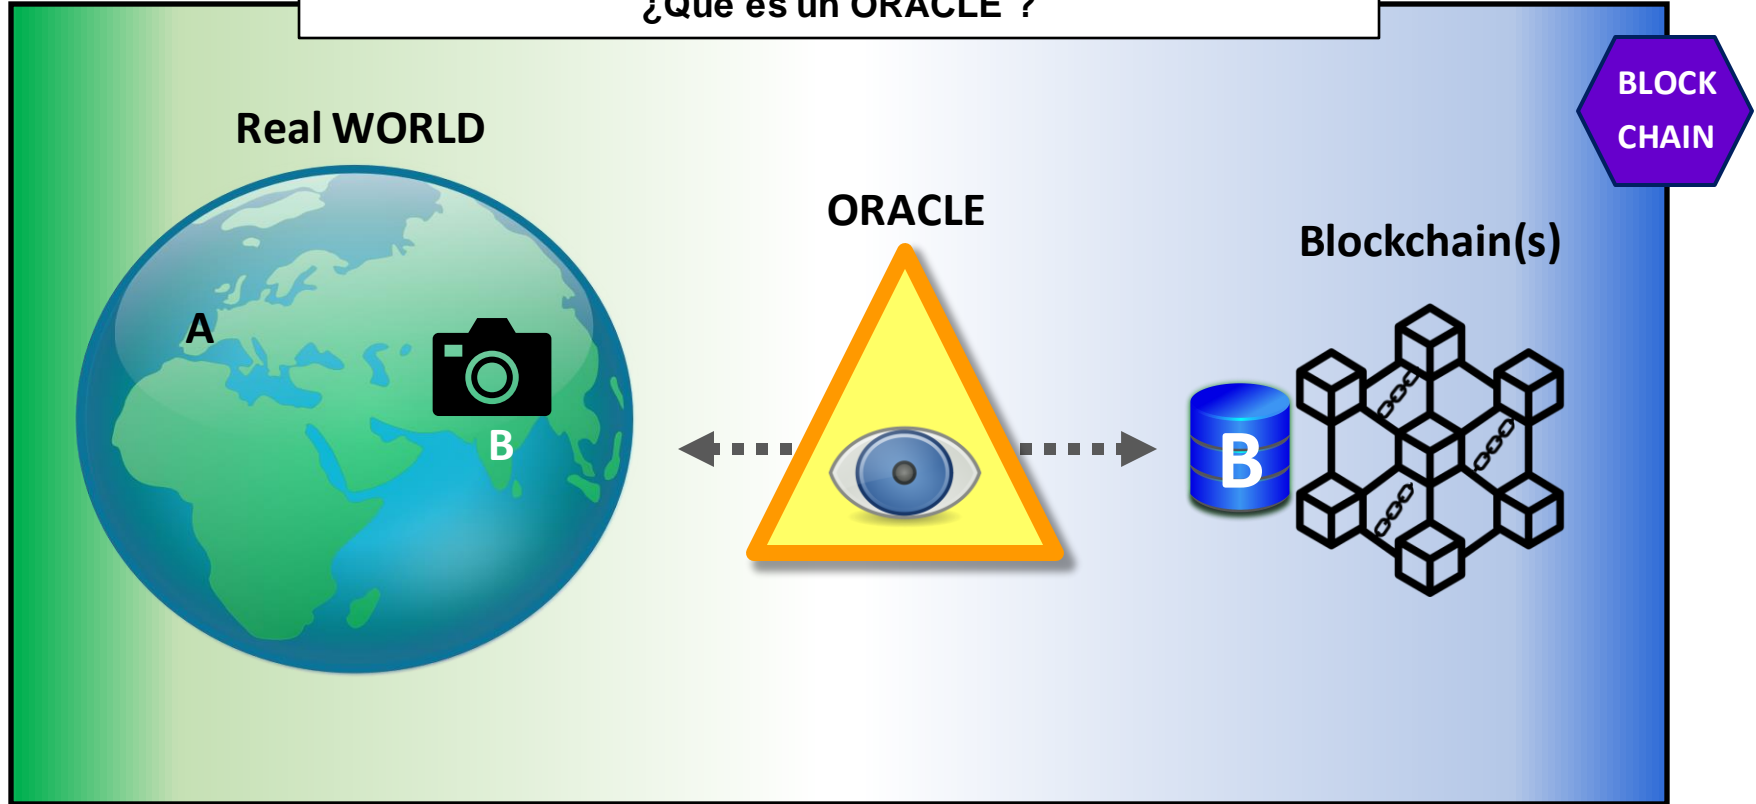 ¿Qué es un ORACLE ?
BLOCK
CHAIN
Real WORLD
ORACLE
Blockchain(s)
A
B
B